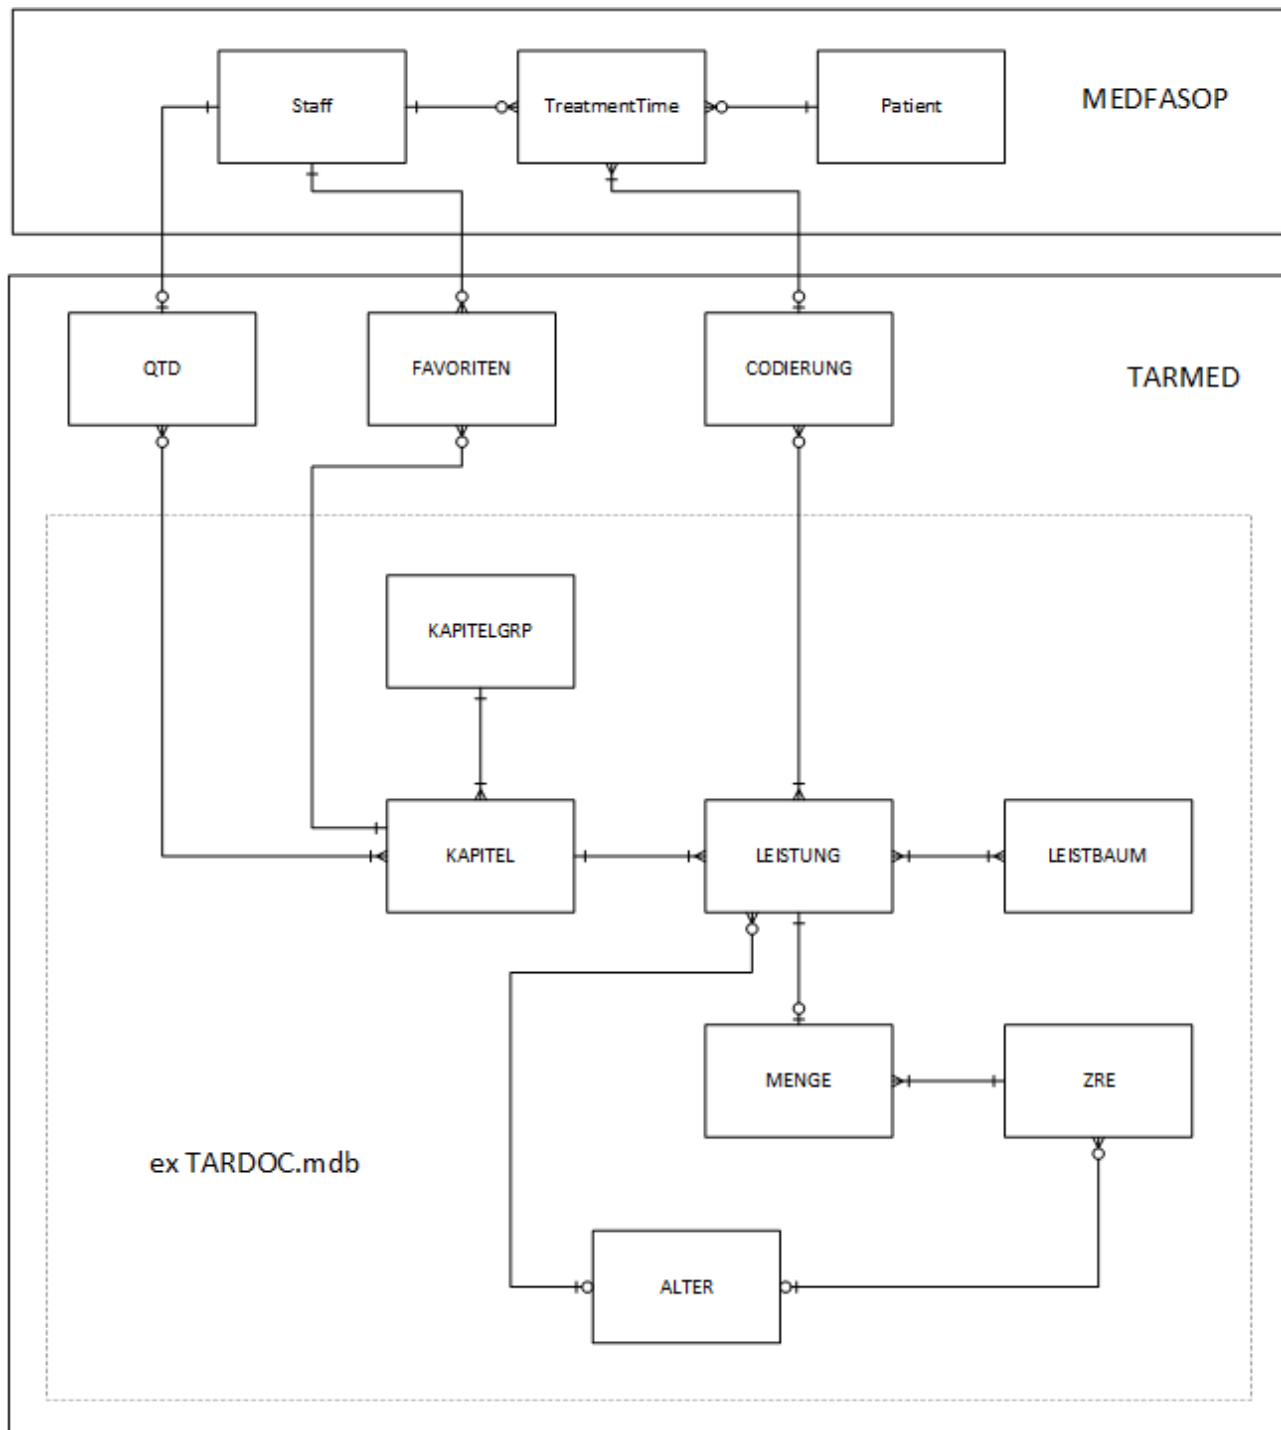 MEDFASOP
Staff
TreatmentTime
Patient
TARMED
QTD
FAVORITEN
CODIERUNG
KAPITELGRP
KAPITEL
LEISTUNG
LEISTBAUM
MENGE
ZRE
ex TARDOC.mdb
ALTER